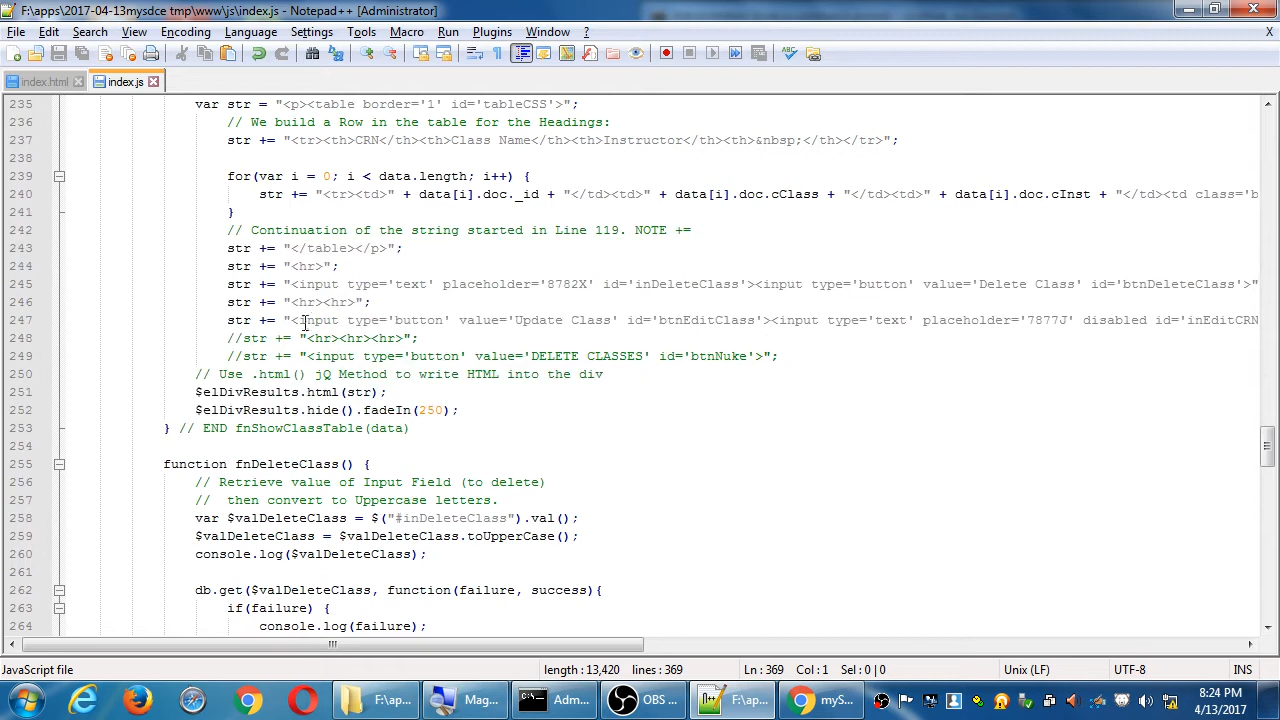 F:\apps\2017-04-13mysdce tmp\www\js\index.js - Notepad++ [Administrator]
File Edit Search View Encoding Language Settings Tools Macro Run Plugins Window ? X
index.html index.js
235 var str = "<p><table border='1' id='tableCSS'>";
236 // We build a Row in the table for the Headings:
237 str += "<tr><th>CRN</th><th>Class Name</th><th>Instructor</th><th>&nbsp;</th></tr>";
238
239 for(var i = 0; i < data.length; i++) {
240 str += "<tr><td>" + data[i].doc._id + "</td><td>" + data[i].doc.cClass + "</td><td>" + data[i].doc.cInst + "</td><td class='b
241 }
242 // Continuation of the string started in Line 119. NOTE +=
243 str += "</table></p>";
244 str += "<hr>";
245 str += "<input type='text' placeholder='8782X' id='inDeleteClass'><input type='button' value='Delete Class' id='btnDeleteClass'>"
246 str += "<hr><hr>";
247 str += "<input type='button' value='Update Class' id='btnEditClass'><input type='text' placeholder='7877J' disabled id='inEditCRN
248 //str += "<hr><hr><hr>";
249 //str += "<input type='button' value='DELETE CLASSES' id='btnNuke'>";
250 // Use .html() jQ Method to write HTML into the div
251 $elDivResults.html(str);
252 $elDivResults.hide().fadeIn(250);
253 } // END fnShowClassTable(data)
254
255 function fnDeleteClass() {
256 // Retrieve value of Input Field (to delete)
257 // then convert to Uppercase letters.
258 var $valDeleteClass = $("#inDeleteClass").val();
259 $valDeleteClass = $valDeleteClass.toUpperCase();
260 console.log($valDeleteClass);
261
262 db.get($valDeleteClass, function(failure, success){
263 if(failure) {
264 console.log(failure);
JavaScript file length : 13,420 lines : 369 Ln : 369 Col : 1 Sel : 0 | 0 Unix (LF) UTF-8 INS
F:\ap... Mag... Adm... OBS ... F:\ap... myS... 8:24 PM
4/13/2017